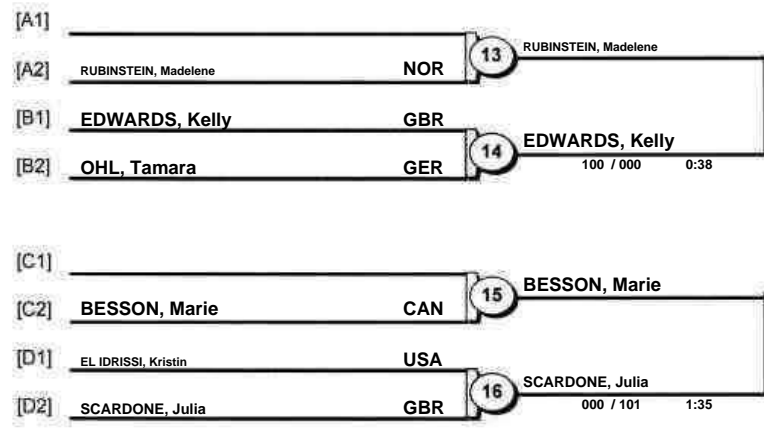 [A1]
13 RUBINSTEIN, Madelene
[A2] RUBINSTEIN, Madelene NOR
[B1] EDWARDS, Kelly GBR
14 EDWARDS, Kelly
100 / 000 0:38
[B2] OHL, Tamara GER
[C1]
15 BESSON, Marie
[C2] BESSON, Marie CAN
[D1] EL IDRISSI, Kristin USA
16 SCARDONE, Julia
000 / 101 1:35
[D2] SCARDONE, Julia GBR